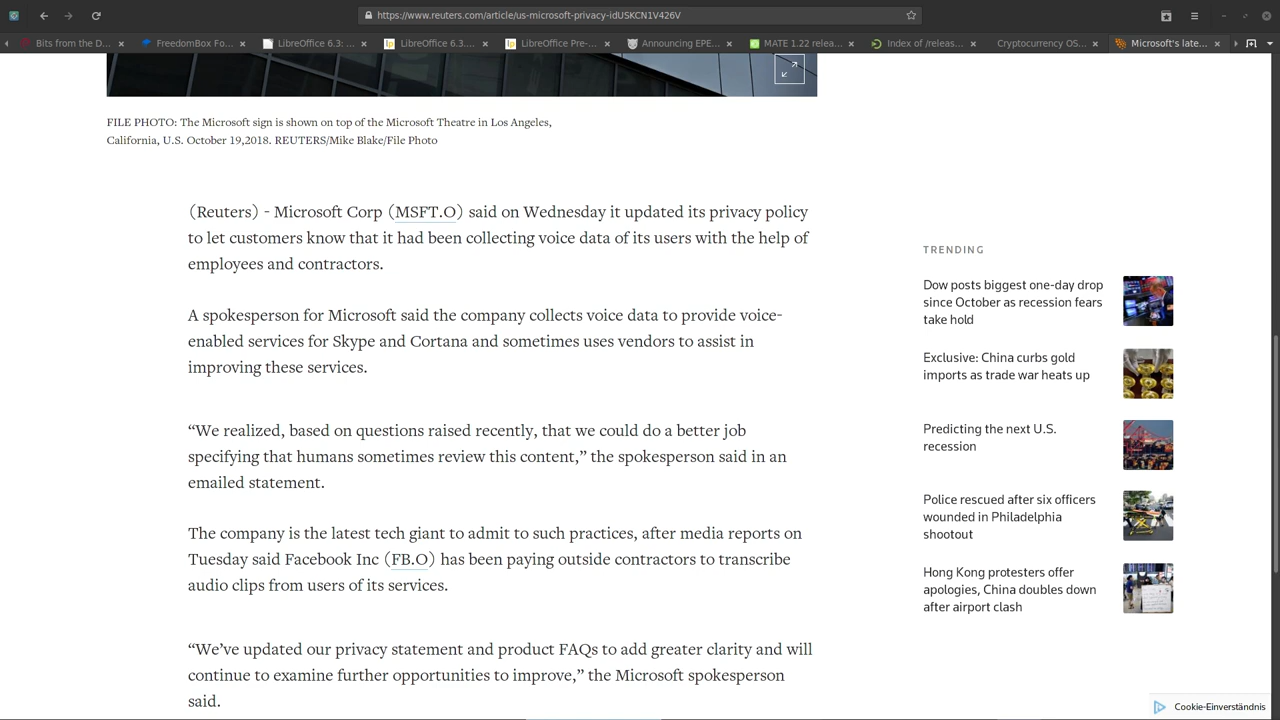 https://www.reuters.com/article/us-microsoft-privacy-idUSKCN1V426V
Bits from the D... ×
FreedomBox Fo... ×
LibreOffice 6.3: ... ×
LibreOffice 6.3.... ×
LibreOffice Pre-... ×
Announcing EPE... ×
MATE 1.22 relea... ×
Index of /releas... ×
Cryptocurrency OS... ×
Microsoft's late... ×
FILE PHOTO: The Microsoft sign is shown on top of the Microsoft Theatre in Los Angeles,
California, U.S. October 19,2018. REUTERS/Mike Blake/File Photo
(Reuters) - Microsoft Corp (MSFT.O) said on Wednesday it updated its privacy policy
to let customers know that it had been collecting voice data of its users with the help of
employees and contractors.
A spokesperson for Microsoft said the company collects voice data to provide voice-
enabled services for Skype and Cortana and sometimes uses vendors to assist in
improving these services.
“We realized, based on questions raised recently, that we could do a better job
specifying that humans sometimes review this content,” the spokesperson said in an
emailed statement.
The company is the latest tech giant to admit to such practices, after media reports on
Tuesday said Facebook Inc (FB.O) has been paying outside contractors to transcribe
audio clips from users of its services.
“We’ve updated our privacy statement and product FAQs to add greater clarity and will
continue to examine further opportunities to improve,” the Microsoft spokesperson
said.
TRENDING
Dow posts biggest one-day drop
since October as recession fears
take hold
Exclusive: China curbs gold
imports as trade war heats up
Predicting the next U.S.
recession
Police rescued after six officers
wounded in Philadelphia
shootout
Hong Kong protesters offer
apologies, China doubles down
after airport clash
Cookie-Einverständnis